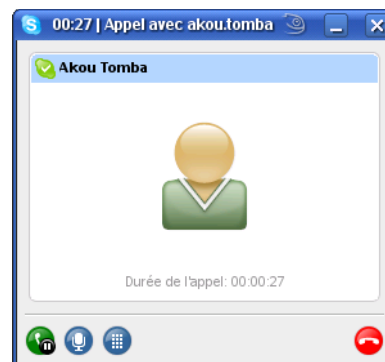 00:27 | Appel avec akou.tomba
Akou Tomba
Durée de l'appel: 00:00:27